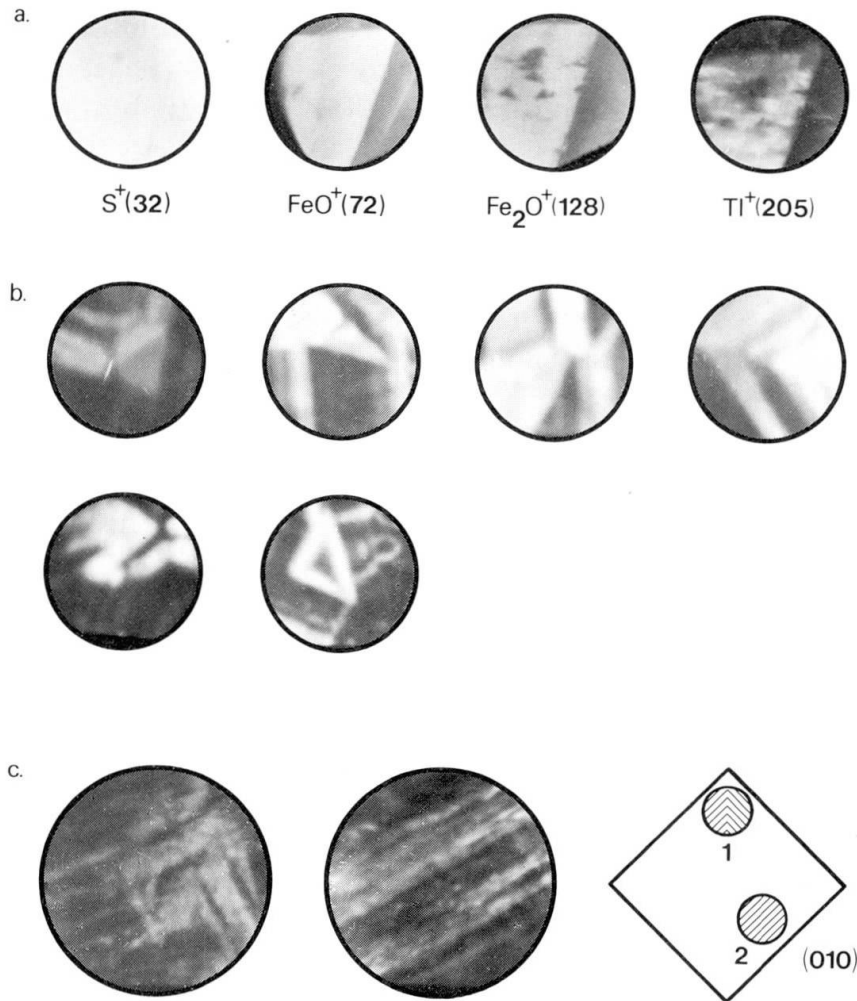 a.
S⁺(32) FeO⁺(72) Fe₂O⁺(128) Tl⁺(205)
b.
c.
1
2
(010)